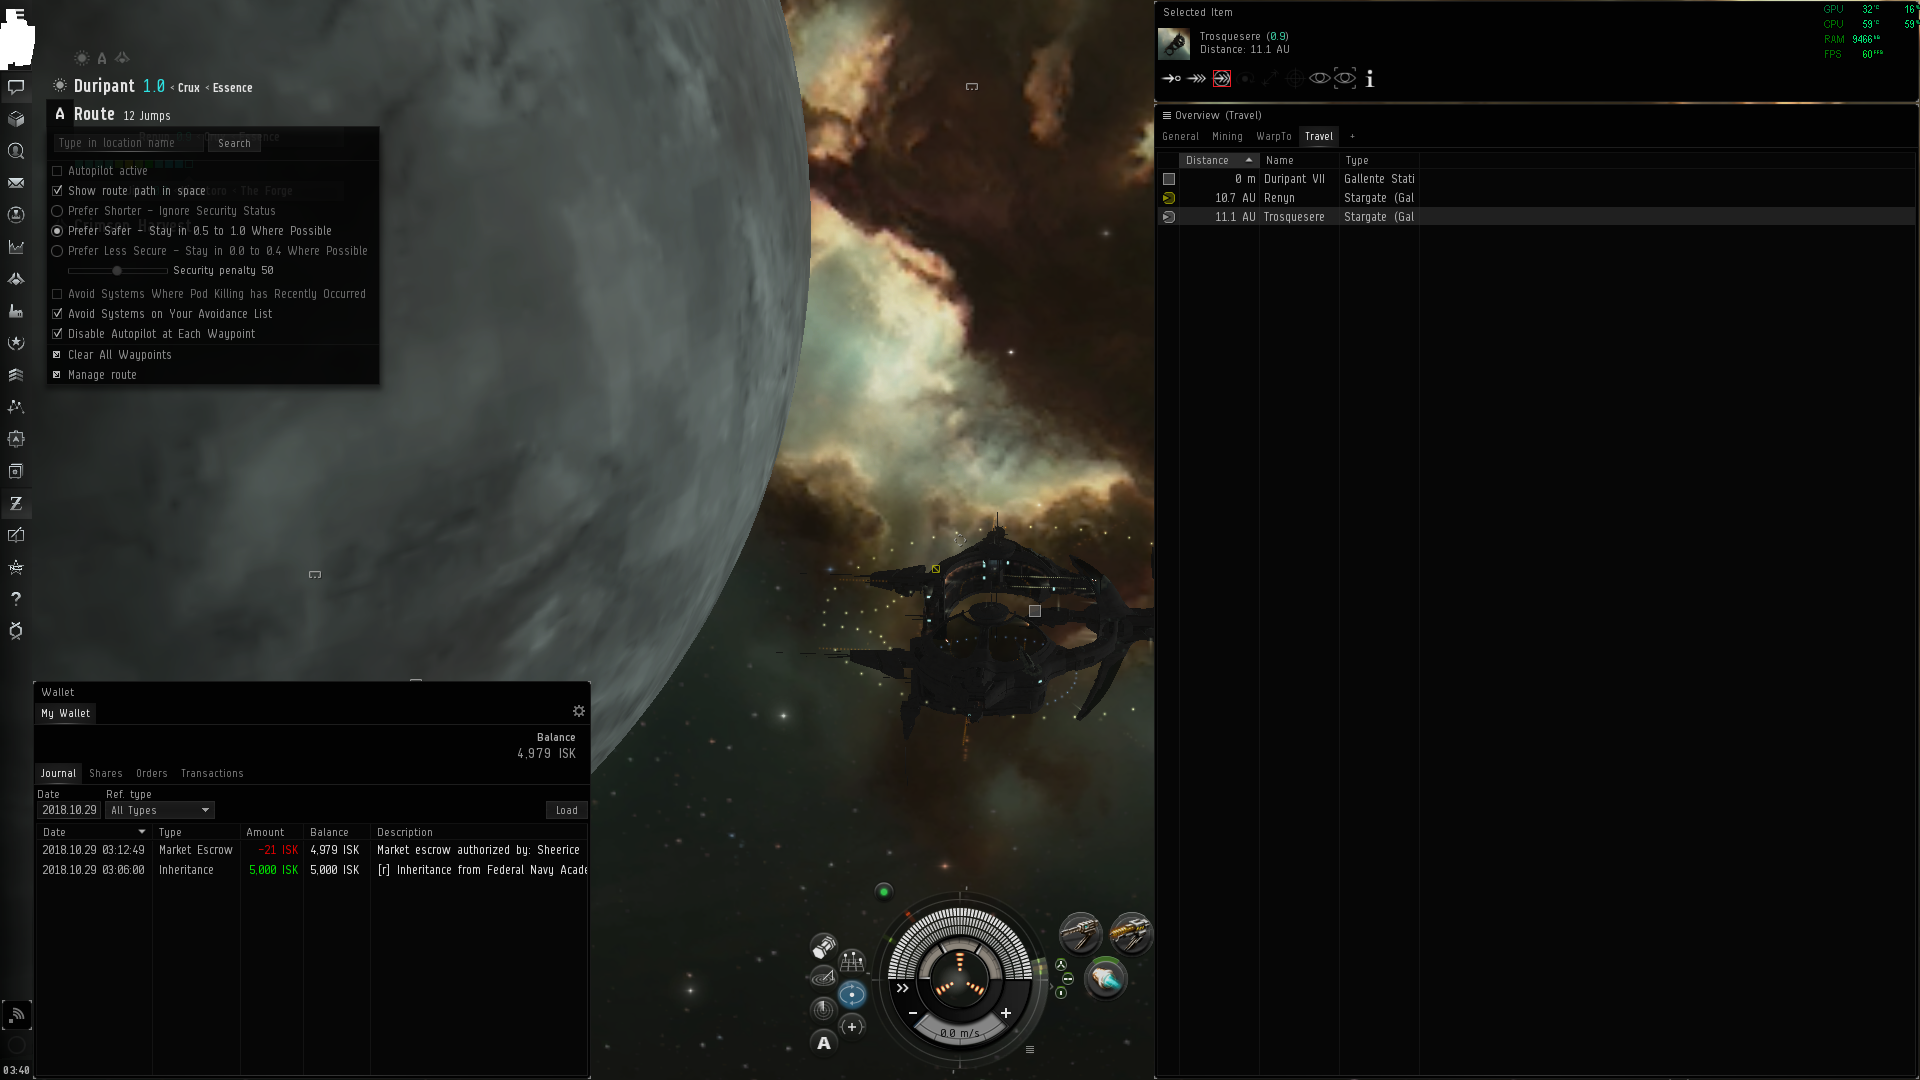 Duripant 1.0 < Crux < Essence
A Route 12 Jumps
Type in location name Search
Autopilot active
Show route path in space
Prefer Shorter - Ignore Security Status
Prefer Safer - Stay in 0.5 to 1.0 Where Possible
Prefer Less Secure - Stay in 0.0 to 0.4 Where Possible
Security penalty 50
Avoid Systems Where Pod Killing has Recently Occurred
Avoid Systems on Your Avoidance List
Disable Autopilot at Each Waypoint
Clear All Waypoints
Manage route
Selected Item
Trosquesere (0.9)
Distance: 11.1 AU
GPU 32°C 16%
CPU 59°C 59%
RAM 9466MB
FPS 60FPS
Overview (Travel)
General Mining WarpTo Travel +
Distance Name Type
0 m Duripant VII Gallente Stati
10.7 AU Renyn Stargate (Gal
11.1 AU Trosquesere Stargate (Gal
Wallet
My Wallet
Balance
4,979 ISK
Journal Shares Orders Transactions
Date Ref. type
2018.10.29 All Types Load
Date Type Amount Balance Description
2018.10.29 03:12:49 Market Escrow -21 ISK 4,979 ISK Market escrow authorized by: Sheerice
2018.10.29 03:06:00 Inheritance 5,000 ISK 5,000 ISK [r] Inheritance from Federal Navy Acade
0.0 m/s
A
03:40